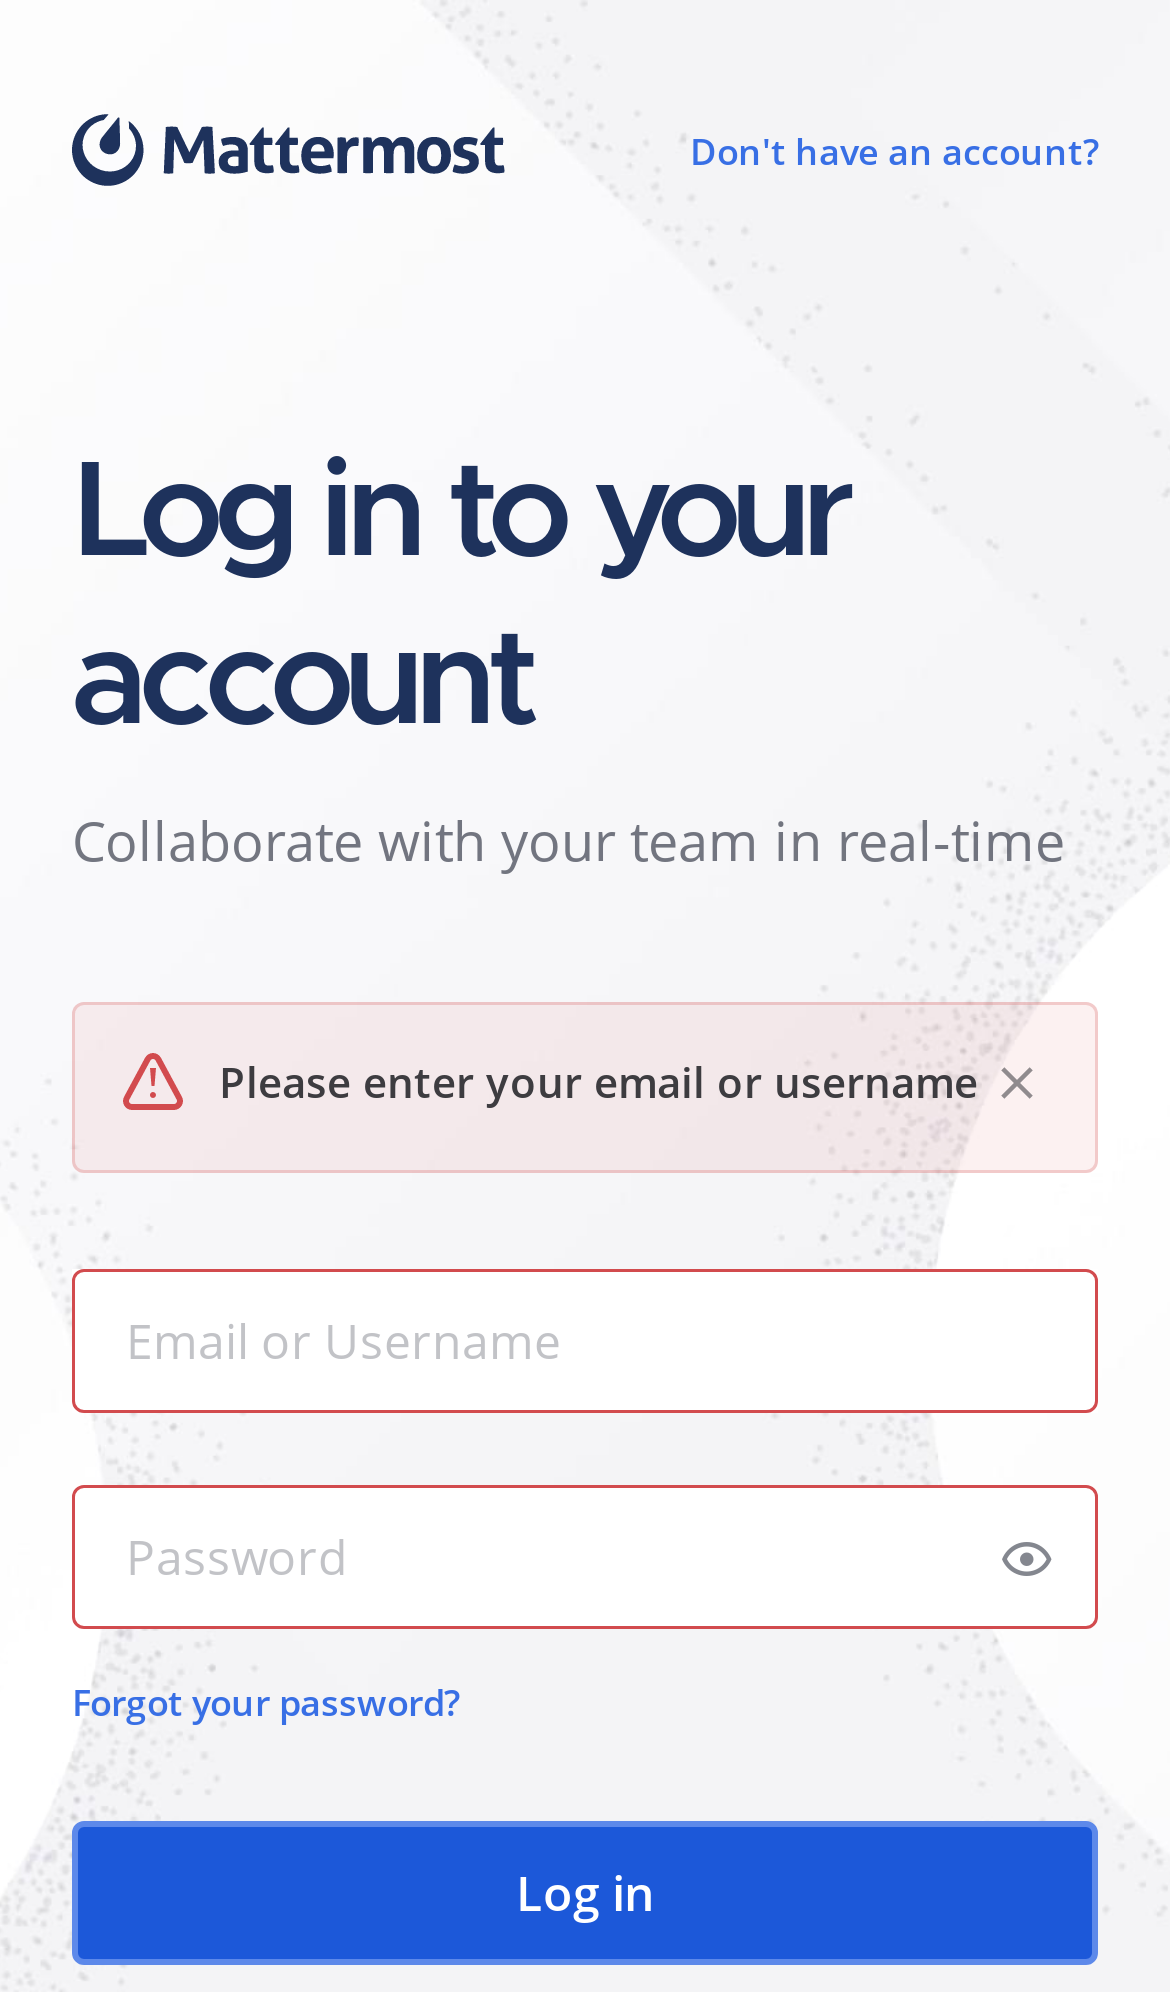 Mattermost
Don't have an account?
Log in to your
account
Collaborate with your team in real-time
Please enter your email or username
Email or Username
Password
Forgot your password?
Log in